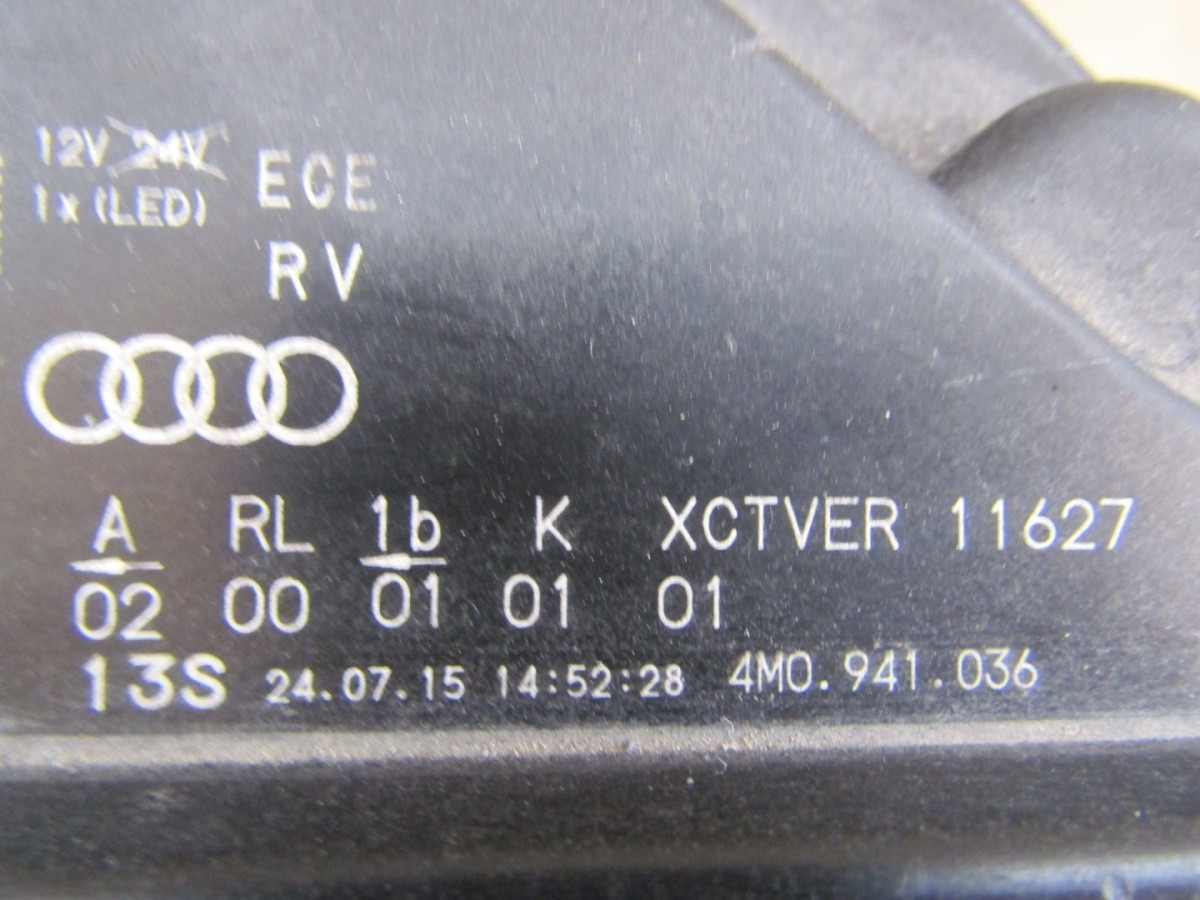 12V 24V
1x (LED)
ECE
RV
A RL 1b K XCTVER 11627
02 00 01 01 01
13S 24.07.15 14:52:28 4M0.941.036